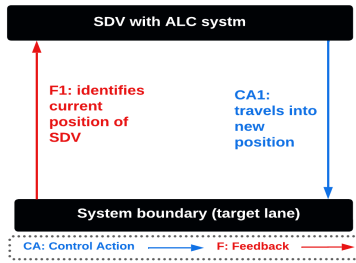 SDV with ALC systm
F1: identifies
current
position of
SDV
CA1:
travels into
new
position
System boundary (target lane)
CA: Control Action
F: Feedback